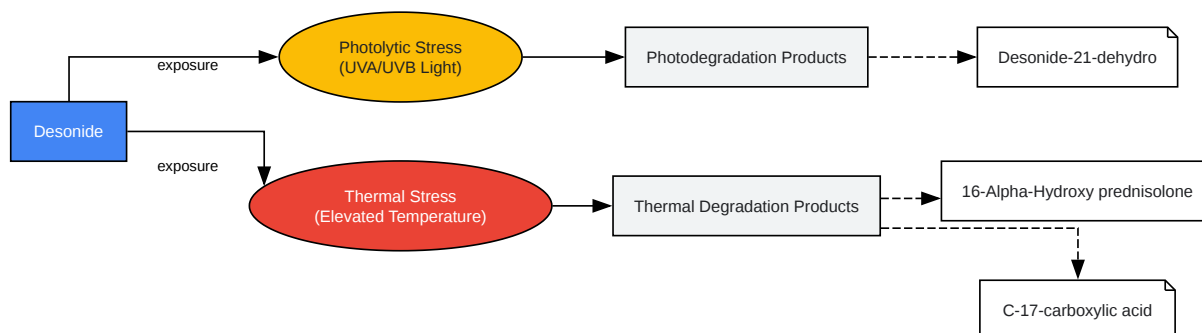 Desonide
exposure
Photolytic Stress
(UVA/UVB Light)
Photodegradation Products
Desonide-21-dehydro
exposure
Thermal Stress
(Elevated Temperature)
Thermal Degradation Products
16-Alpha-Hydroxy prednisolone
C-17-carboxylic acid